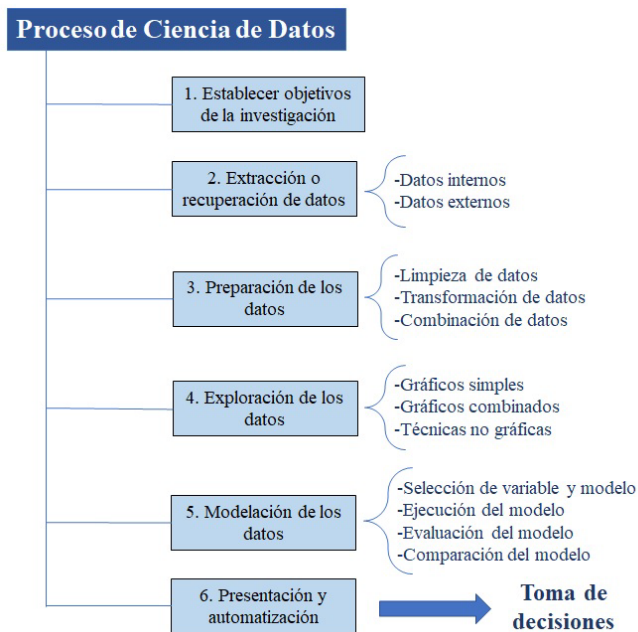 Proceso de Ciencia de Datos
1. Establecer objetivos
de la investigación
2. Extracción o
recuperación de datos
-Datos internos
-Datos externos
3. Preparación de los
datos
-Limpieza de datos
-Transformación de datos
-Combinación de datos
4. Exploración de los
datos
-Gráficos simples
-Gráficos combinados
-Técnicas no gráficas
5. Modelación de los
datos
-Selección de variable y modelo
-Ejecución del modelo
-Evaluación del modelo
-Comparación del modelo
6. Presentación y
automatización
Toma de
decisiones